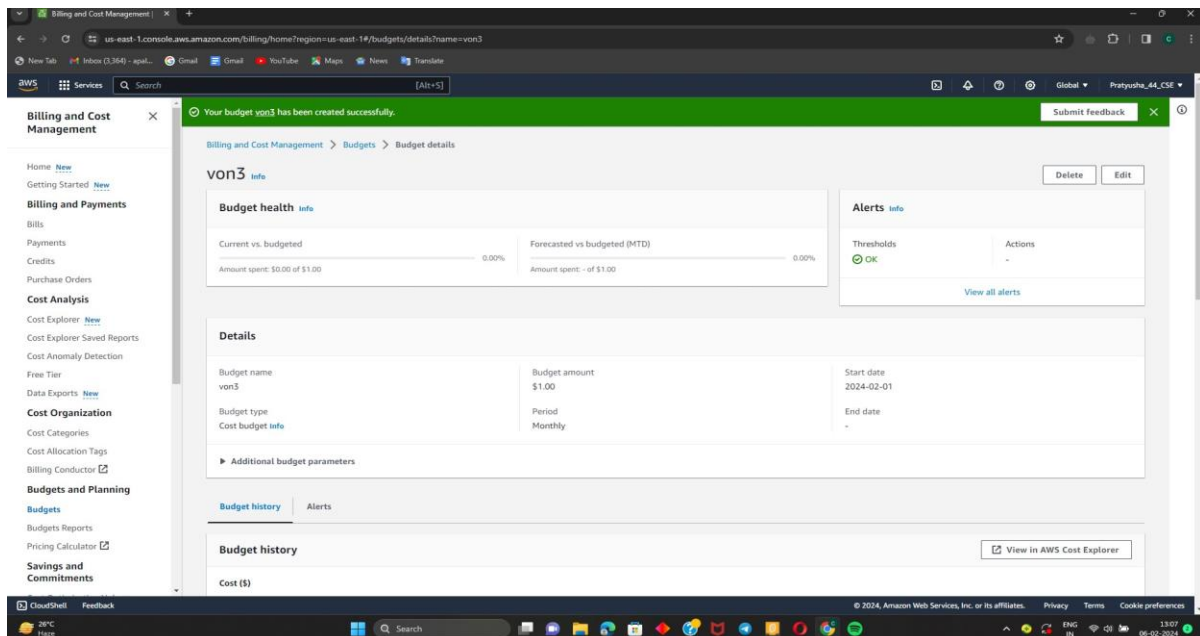 Billing and Cost Management | × +
us-east-1.console.aws.amazon.com/billing/home?region=us-east-1#/budgets/details?name=von3
New Tab Inbox (3,364) - apal... Gmail Gmail YouTube Maps News Translate
aws Services Search [Alt+S] Global Pratyusha_44_CSE
Billing and Cost Management
Home New
Getting Started New
Billing and Payments
Bills
Payments
Credits
Purchase Orders
Cost Analysis
Cost Explorer New
Cost Explorer Saved Reports
Cost Anomaly Detection
Free Tier
Data Exports New
Cost Organization
Cost Categories
Cost Allocation Tags
Billing Conductor
Budgets and Planning
Budgets
Budgets Reports
Pricing Calculator
Savings and
Commitments
Your budget von3 has been created successfully. Submit feedback
Billing and Cost Management > Budgets > Budget details
von3 Info Delete Edit
Budget health Info
Current vs. budgeted
0.00%
Amount spent: $0.00 of $1.00
Forecasted vs budgeted (MTD)
0.00%
Amount spent: - of $1.00
Alerts Info
Thresholds
OK
Actions
-
View all alerts
Details
Budget name
von3
Budget type
Cost budget Info
Budget amount
$1.00
Period
Monthly
Start date
2024-02-01
End date
-
Additional budget parameters
Budget history Alerts
Budget history View in AWS Cost Explorer
Cost ($)
CloudShell Feedback © 2024, Amazon Web Services, Inc. or its affiliates. Privacy Terms Cookie preferences
26°C
Haze
Search
ENG
IN
13:07
06-02-2024